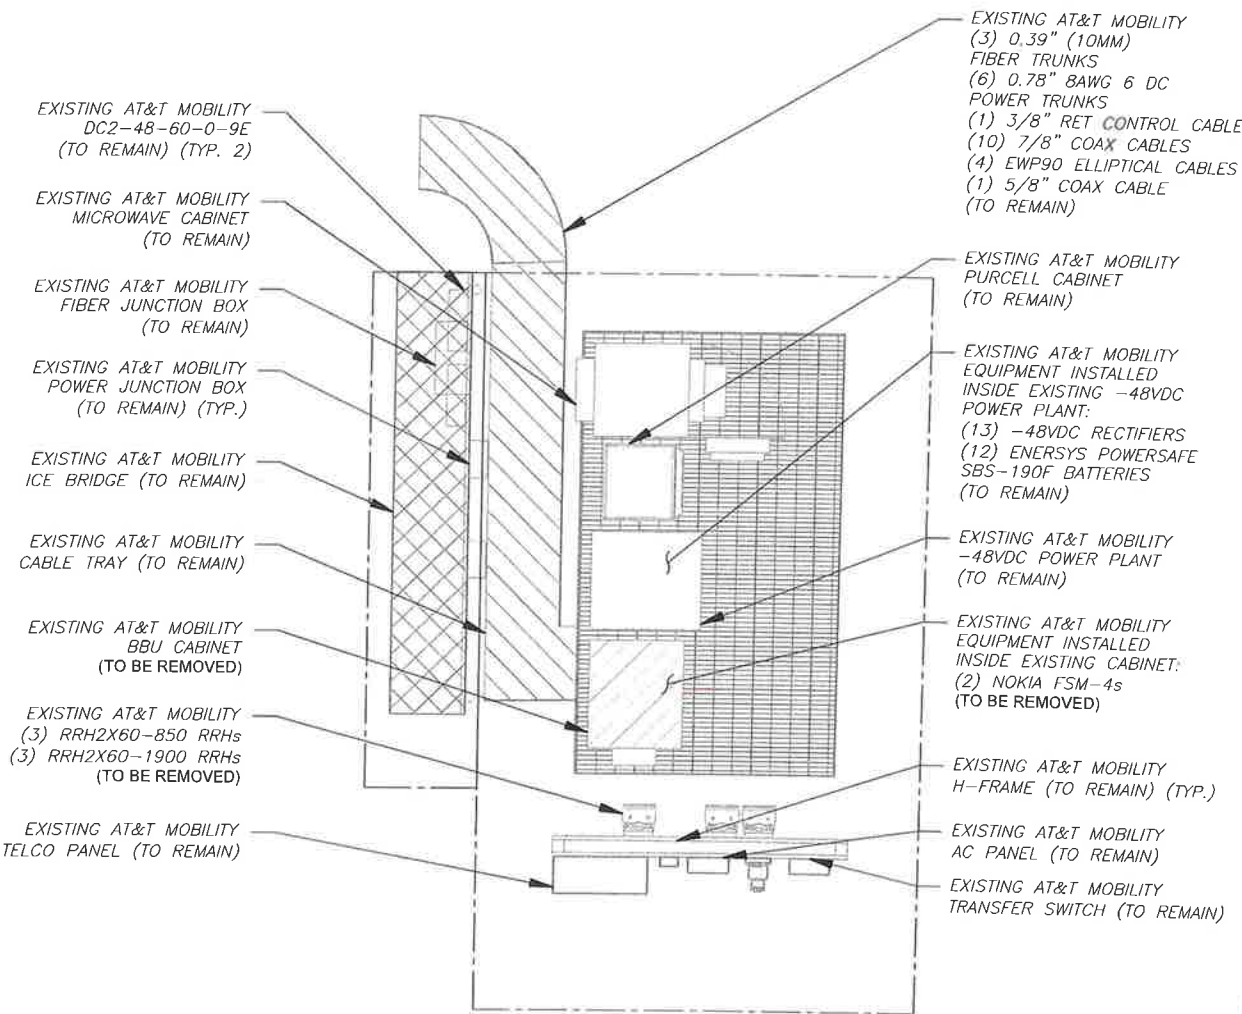 EXISTING AT&T MOBILITY
DC2-48-60-0-9E
(TO REMAIN) (TYP. 2)
EXISTING AT&T MOBILITY
MICROWAVE CABINET
(TO REMAIN)
EXISTING AT&T MOBILITY
FIBER JUNCTION BOX
(TO REMAIN)
EXISTING AT&T MOBILITY
POWER JUNCTION BOX
(TO REMAIN) (TYP.)
EXISTING AT&T MOBILITY
ICE BRIDGE (TO REMAIN)
EXISTING AT&T MOBILITY
CABLE TRAY (TO REMAIN)
EXISTING AT&T MOBILITY
BBU CABINET
(TO BE REMOVED)
EXISTING AT&T MOBILITY
(3) RRH2X60-850 RRHs
(3) RRH2X60-1900 RRHs
(TO BE REMOVED)
EXISTING AT&T MOBILITY
TELCO PANEL (TO REMAIN)
EXISTING AT&T MOBILITY
(3) 0.39" (10MM)
FIBER TRUNKS
(6) 0.78" 8AWG 6 DC
POWER TRUNKS
(1) 3/8" RET CONTROL CABLE
(10) 7/8" COAX CABLES
(4) EWP90 ELLIPTICAL CABLES
(1) 5/8" COAX CABLE
(TO REMAIN)
EXISTING AT&T MOBILITY
PURCELL CABINET
(TO REMAIN)
EXISTING AT&T MOBILITY
EQUIPMENT INSTALLED
INSIDE EXISTING -48VDC
POWER PLANT:
(13) -48VDC RECTIFIERS
(12) ENERSYS POWERSAFE
SBS-190F BATTERIES
(TO REMAIN)
EXISTING AT&T MOBILITY
-48VDC POWER PLANT
(TO REMAIN)
EXISTING AT&T MOBILITY
EQUIPMENT INSTALLED
INSIDE EXISTING CABINET:
(2) NOKIA FSM-4s
(TO BE REMOVED)
EXISTING AT&T MOBILITY
H-FRAME (TO REMAIN) (TYP.)
EXISTING AT&T MOBILITY
AC PANEL (TO REMAIN)
EXISTING AT&T MOBILITY
TRANSFER SWITCH (TO REMAIN)